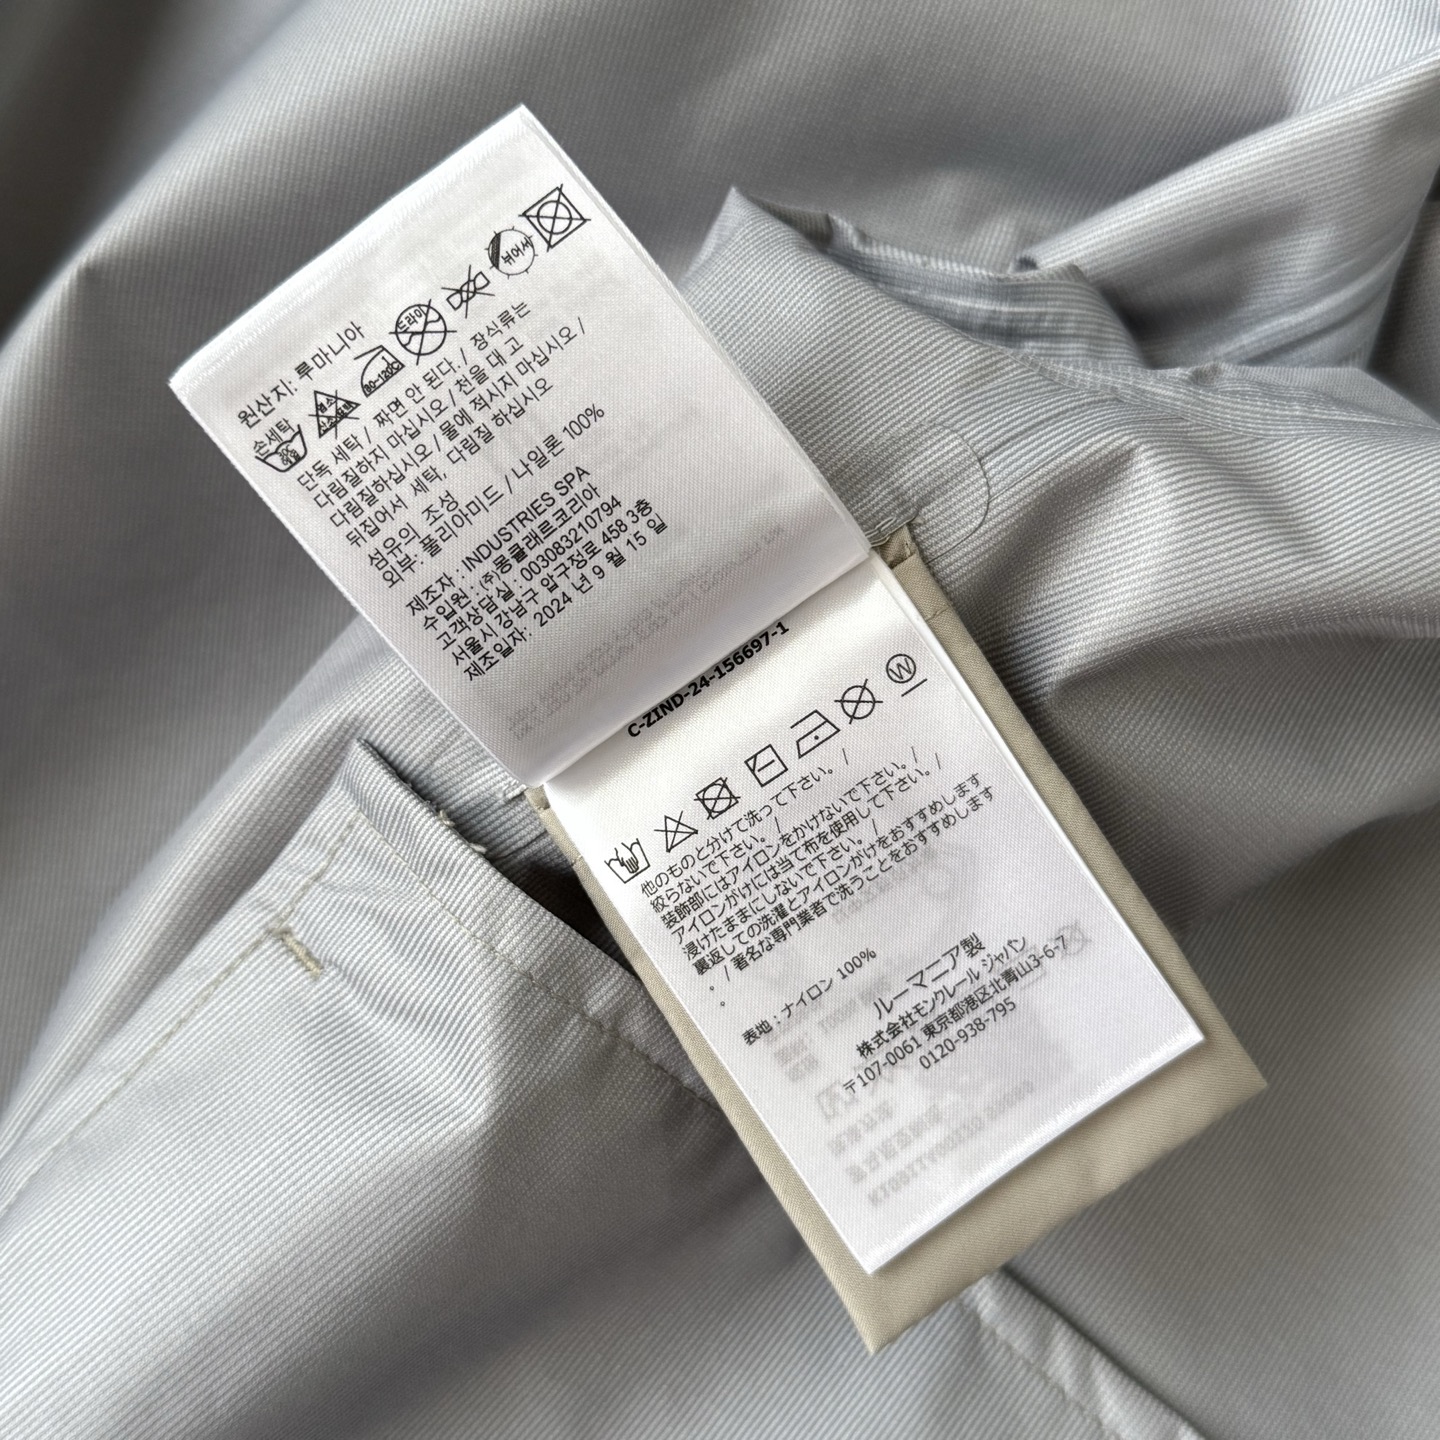 원산지: 루마니아
손세탁
드라이
뒤어서
80-120℃
단독 세탁 / 짜면 안 된다. / 장식류는
다림질하지 마십시오 / 천을 대 고
다림질하십시오 / 물에 적시지 마십시오 /
뒤집어서 세탁, 다림질 하십시오
섬유의 조성
외부: 폴리아미드 / 나일론 100%
제조자 : INDUSTRIES SPA
수입원 : (주)몽클래르코리아
고객상담실 : 003083210794
서울시 강남구 압구정로 458 3층
제조일자: 2024 년 9 월 15 일
C-ZIND-24-156697-1
W
他のものと分けて洗って下さい。 /
絞らないで下さい。 /
装飾部にはアイロンをかけないで下さい。 /
アイロンがけには当て布を使用して下さい。 /
浸けたままにしないで下さい。 /
裏返しての洗濯とアイロンがけをおすすめします
。 / 著名な専門業者で洗うことをおすすめします
。
表地 : ナイロン 100%
ルーマニア製
株式会社モンクレール ジャパン
〒107-0061 東京都港区北青山3-6-7
0120-938-795